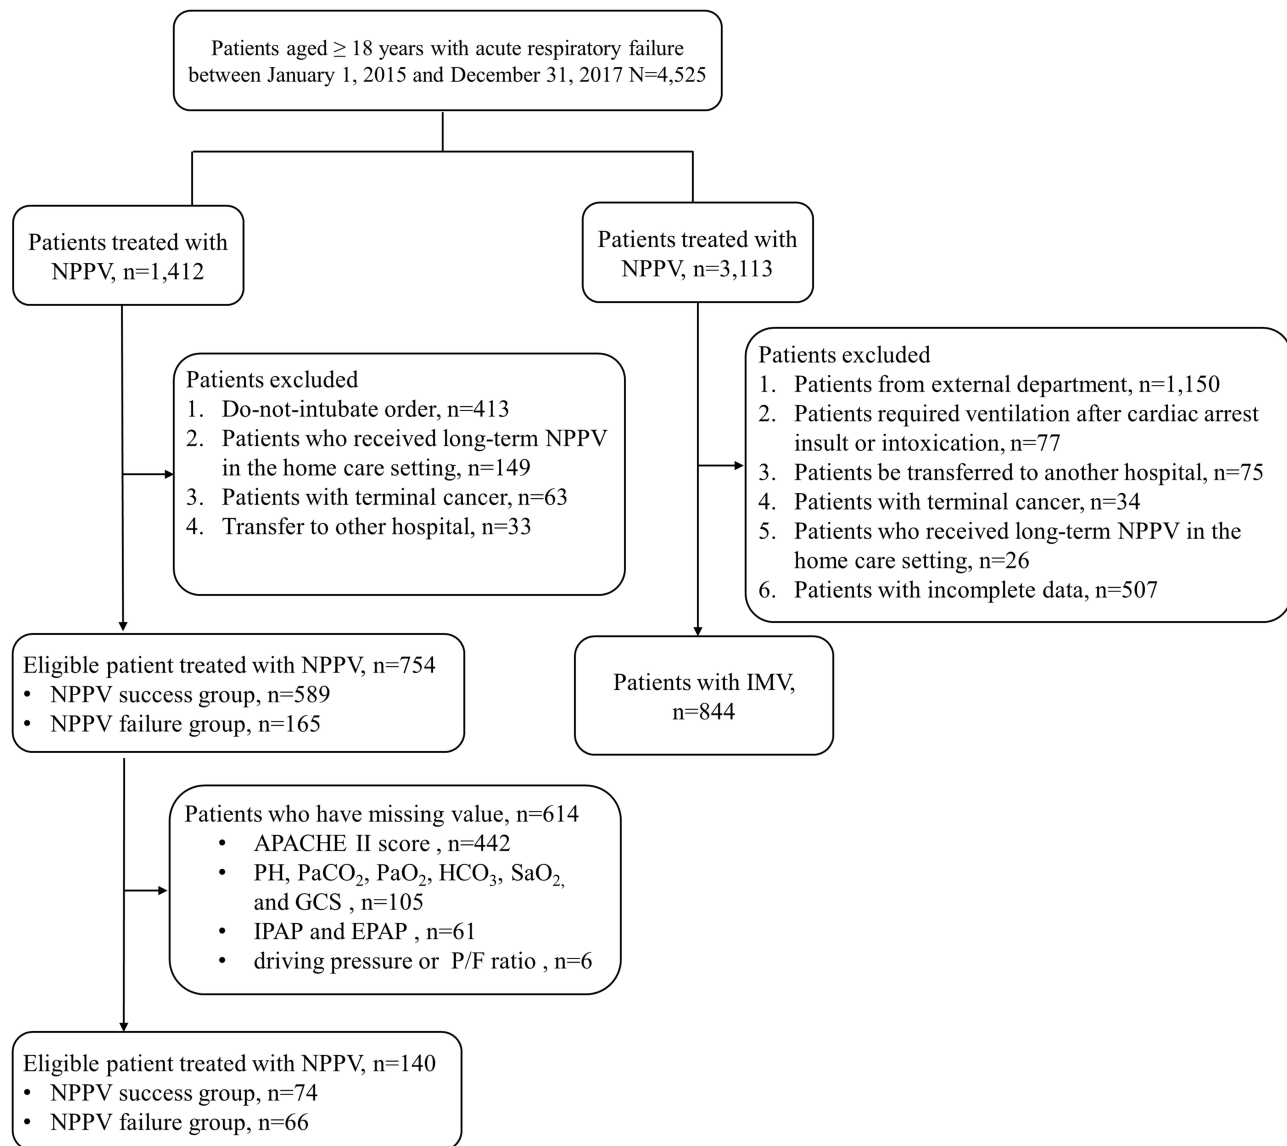 Patients aged ≥ 18 years with acute respiratory failure
between January 1, 2015 and December 31, 2017 N=4,525
Patients treated with
NPPV, n=1,412
Patients treated with
NPPV, n=3,113
Patients excluded
1. Do-not-intubate order, n=413
2. Patients who received long-term NPPV
in the home care setting, n=149
3. Patients with terminal cancer, n=63
4. Transfer to other hospital, n=33
Patients excluded
1. Patients from external department, n=1,150
2. Patients required ventilation after cardiac arrest
insult or intoxication, n=77
3. Patients be transferred to another hospital, n=75
4. Patients with terminal cancer, n=34
5. Patients who received long-term NPPV in the
home care setting, n=26
6. Patients with incomplete data, n=507
Eligible patient treated with NPPV, n=754
• NPPV success group, n=589
• NPPV failure group, n=165
Patients with IMV,
n=844
Patients who have missing value, n=614
• APACHE II score , n=442
• PH, PaCO₂, PaO₂, HCO₃, SaO₂,
and GCS , n=105
• IPAP and EPAP , n=61
• driving pressure or P/F ratio , n=6
Eligible patient treated with NPPV, n=140
• NPPV success group, n=74
• NPPV failure group, n=66